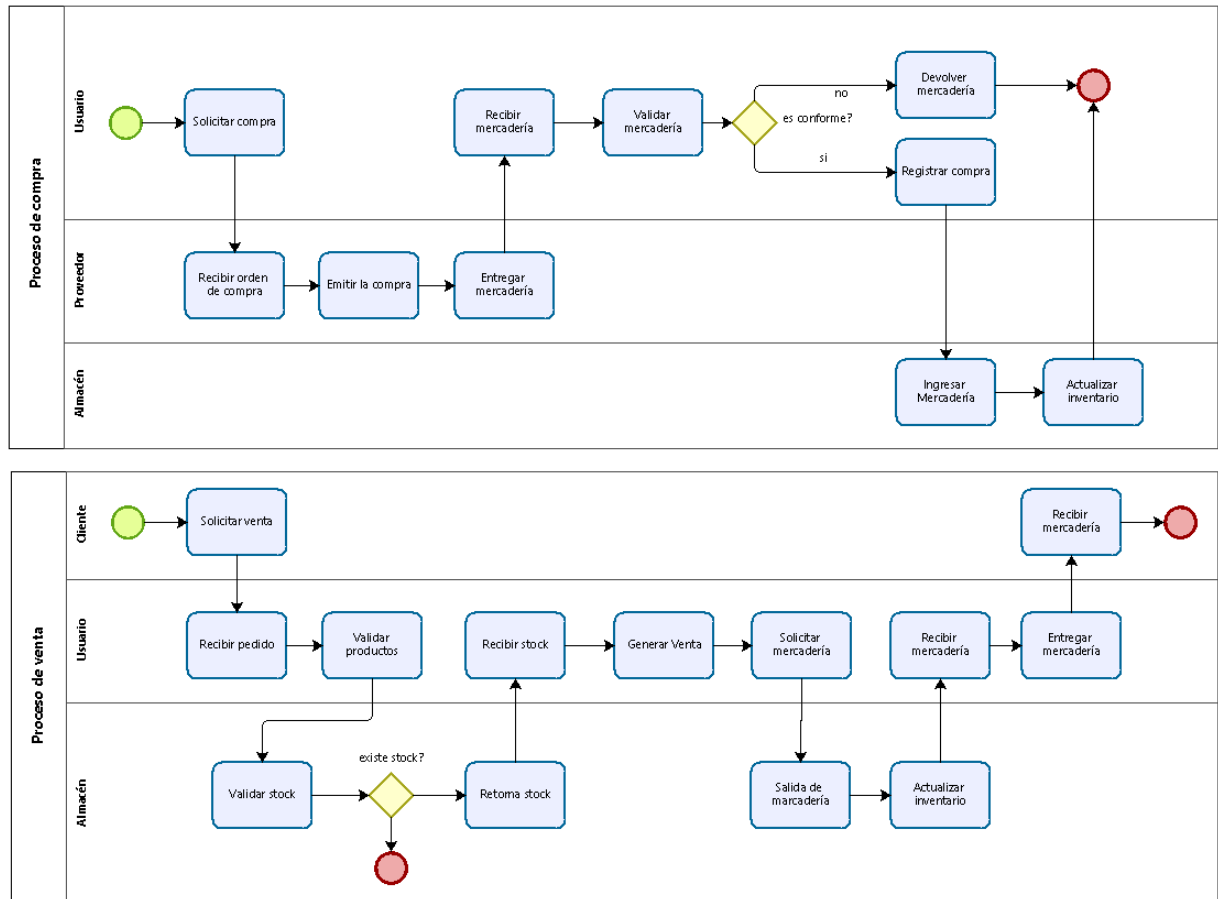 Proceso de compra
Usuario
Solicitar compra
Recibir
mercadería
Validar
mercadería
es conforme?
no
si
Devolver
mercadería
Registrar compra
Proveedor
Recibir orden
de compra
Emitir la compra
Entregar
mercadería
Almacén
Ingresar
Mercadería
Actualizar
inventario
Proceso de venta
Cliente
Solicitar venta
Recibir
mercadería
Usuario
Recibir pedido
Validar
productos
Recibir stock
Generar Venta
Solicitar
mercadería
Recibir
mercadería
Entregar
mercadería
Almacén
Validar stock
existe stock?
Retorna stock
Salida de
marcadería
Actualizar
inventario